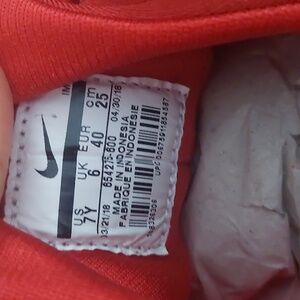 US UK EUR cm
7Y 6 40 25
654275-600
03/21/18 04/30/18
MADE IN INDONESIA
FABRIQUE EN INDONESIE